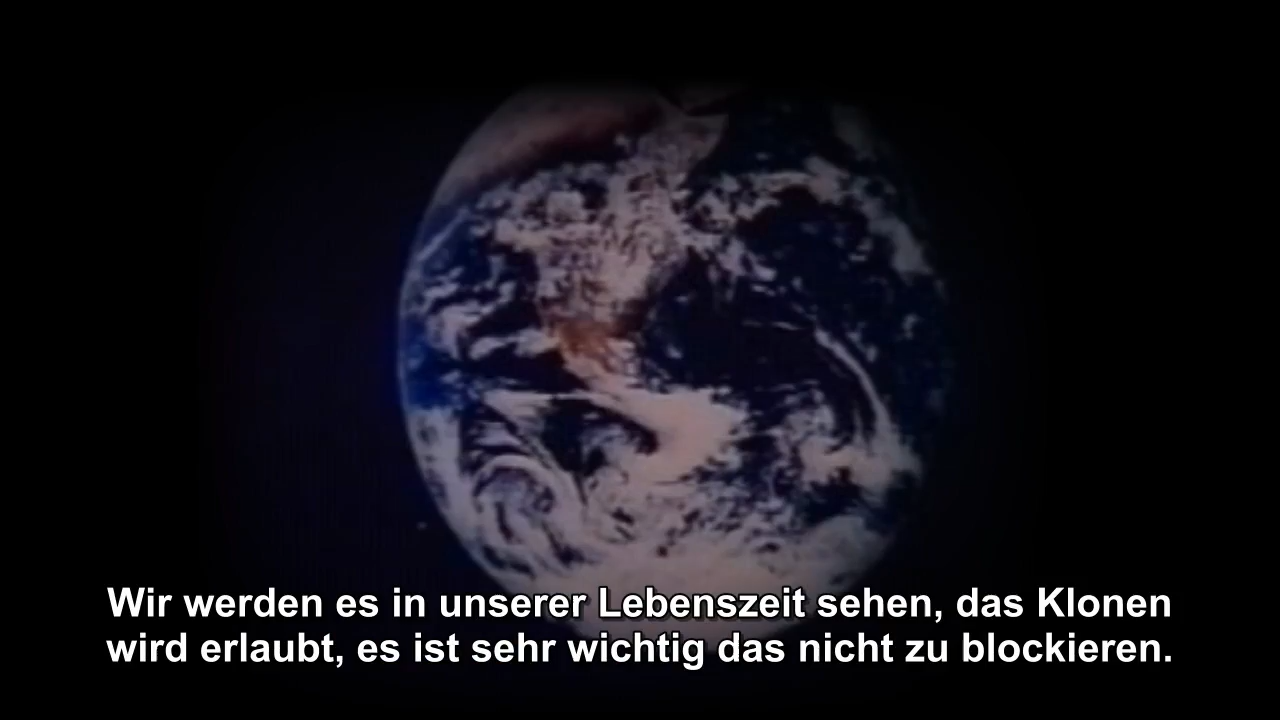 Wir werden es in unserer Lebenszeit sehen, das Klonen
wird erlaubt, es ist sehr wichtig das nicht zu blockieren.